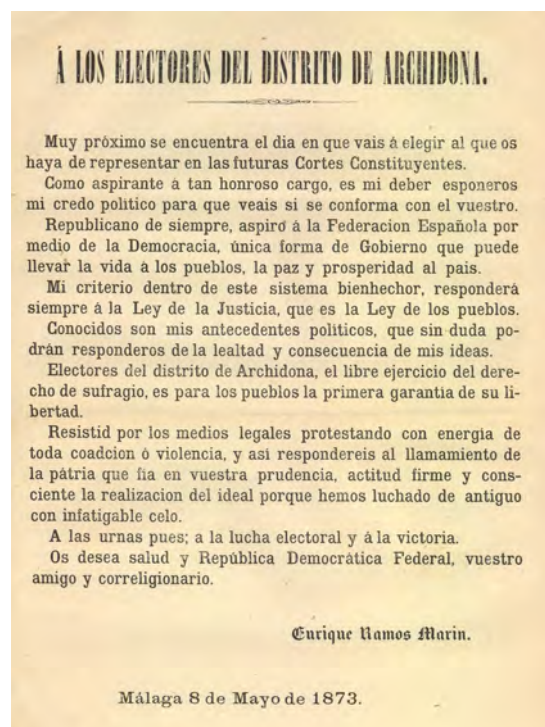 Á LOS ELECTORES DEL DISTRITO DE ARCHIDONA.
Muy próximo se encuentra el dia en que vais á elegir al que os
haya de representar en las futuras Cortes Constituyentes.
Como aspirante á tan honroso cargo, es mi deber esponeros
mi credo politico para que veais si se conforma con el vuestro.
Republicano de siempre, aspiro á la Federacion Española por
medio de la Democracia, única forma de Gobierno que puede
llevar la vida á los pueblos, la paz y prosperidad al pais.
Mi criterio dentro de este sistema bienhechor, responderá
siempre á la Ley de la Justicia, que es la Ley de los pueblos.
Conocidos son mis antecedentes politicos, que sin duda po-
drán responderos de la lealtad y consecuencia de mis ideas.
Electores del distrito de Archidona, el libre ejercicio del dere-
cho de sufragio, es para los pueblos la primera garantia de su li-
bertad.
Resistid por los medios legales protestando con energia de
toda coadcion ó violencia, y asi respondereis al llamamiento de
la pátria que fia en vuestra prudencia, actitud firme y cons-
ciente la realizacion del ideal porque hemos luchado de antiguo
con infatigable celo.
A las urnas pues; a la lucha electoral y á la victoria.
Os desea salud y República Democrática Federal, vuestro
amigo y correligionario.
Enrique Ramos Marin.
Málaga 8 de Mayo de 1873.